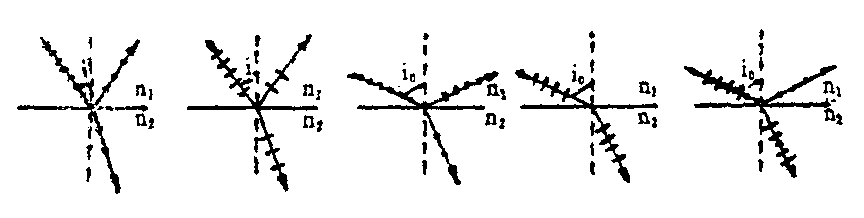 i i i₀ i₀ i₀
n₁ n₁ n₁ n₁ n₁
n₂ n₂ n₂ n₂ n₂